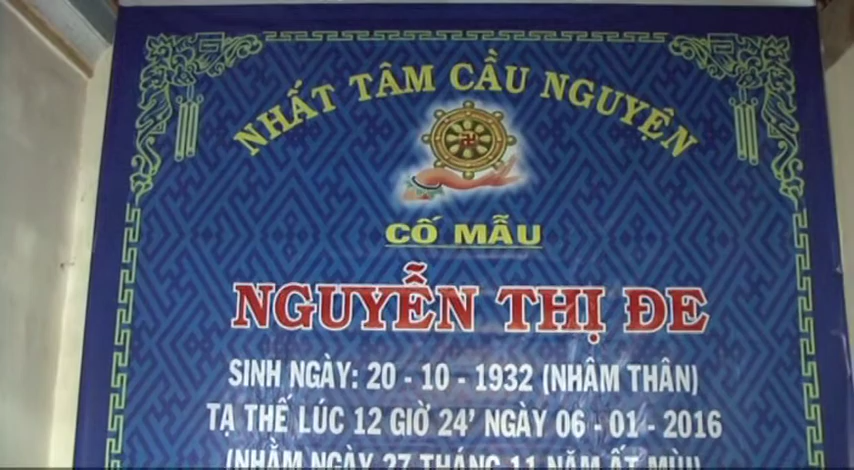 NHẤT TÂM CẦU NGUYỆN
CỐ MẪU
NGUYỄN THỊ ĐE
SINH NGÀY: 20 - 10 - 1932 (NHÂM THÂN)
TẠ THẾ LÚC 12 GIỜ 24' NGÀY 06 - 01 - 2016
(NHẰM NGÀY 27 THÁNG 11 NĂM ẤT MÙI)